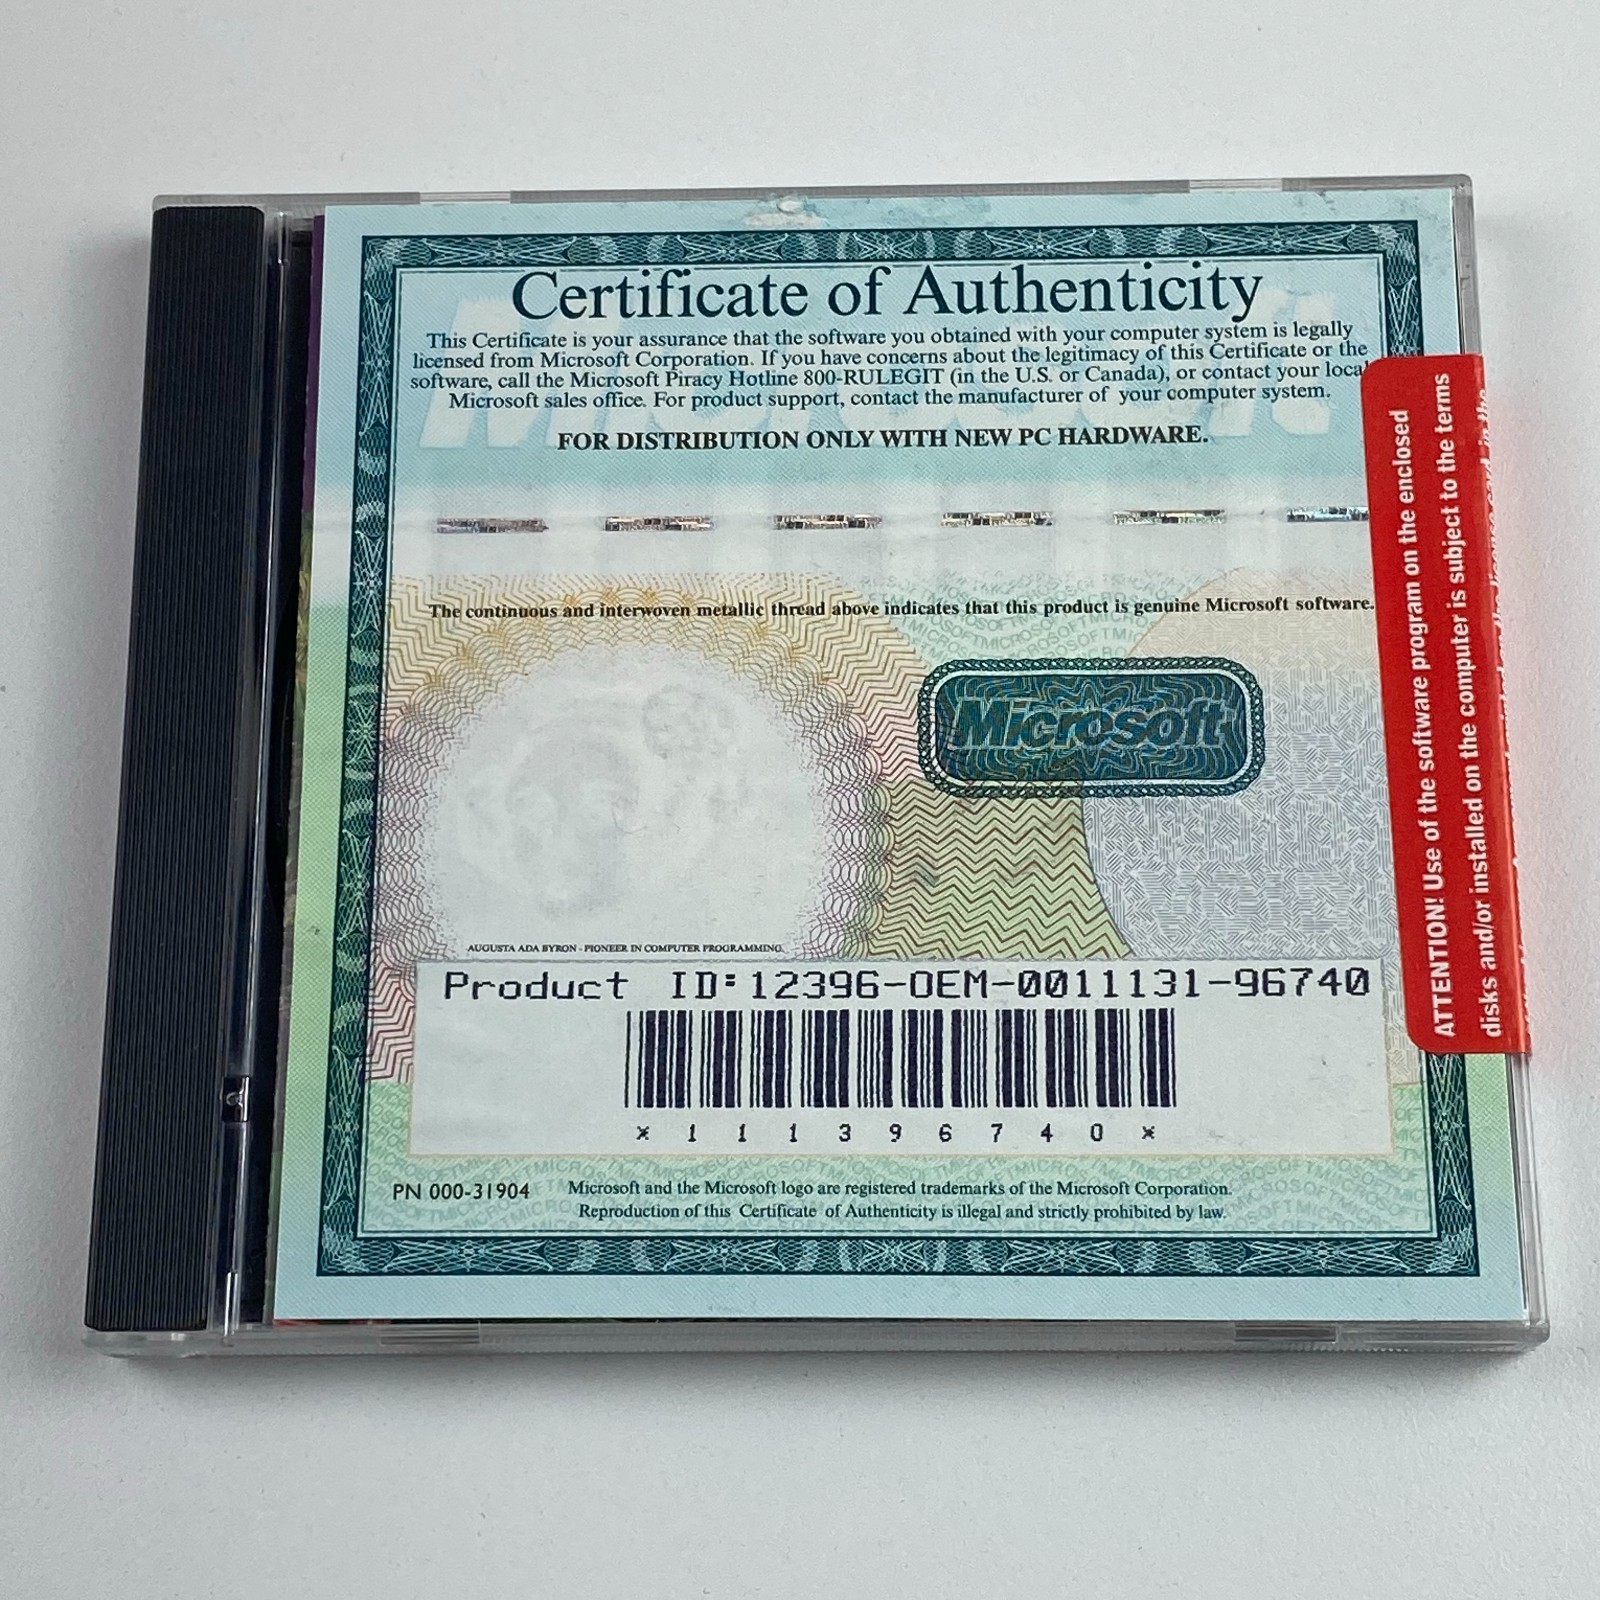 Certificate of Authenticity
This Certificate is your assurance that the software you obtained with your computer system is legally
licensed from Microsoft Corporation. If you have concerns about the legitimacy of this Certificate or the
software, call the Microsoft Piracy Hotline 800-RULEGIT (in the U.S. or Canada), or contact your local
Microsoft sales office. For product support, contact the manufacturer of your computer system.
FOR DISTRIBUTION ONLY WITH NEW PC HARDWARE.
The continuous and interwoven metallic thread above indicates that this product is genuine Microsoft software.
Microsoft
AUGUSTA ADA BYRON - PIONEER IN COMPUTER PROGRAMMING.
Product ID:12396-OEM-0011131-96740
* 1 1 1 3 9 6 7 4 0 *
PN 000-31904
Microsoft and the Microsoft logo are registered trademarks of the Microsoft Corporation.
Reproduction of this Certificate of Authenticity is illegal and strictly prohibited by law.
ATTENTION! Use of the software program on the enclosed
disks and/or installed on the computer is subject to the terms